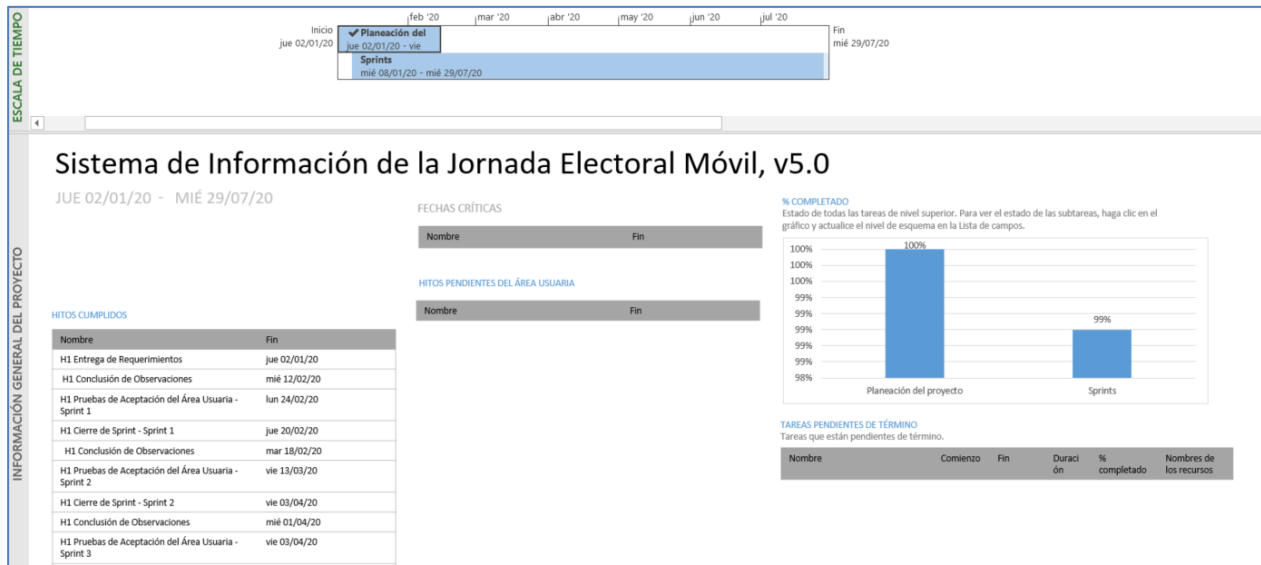 ESCALA DE TIEMPO
feb '20 mar '20 abr '20 may '20 jun '20 jul '20
Inicio
jue 02/01/20
Planeación del
jue 02/01/20 - vie
Sprints
mié 08/01/20 - mié 29/07/20
Fin
mié 29/07/20
INFORMACIÓN GENERAL DEL PROYECTO
Sistema de Información de la Jornada Electoral Móvil, v5.0
JUE 02/01/20 - MIÉ 29/07/20
HITOS CUMPLIDOS
Nombre Fin
H1 Entrega de Requerimientos jue 02/01/20
H1 Conclusión de Observaciones mié 12/02/20
H1 Pruebas de Aceptación del Área Usuaria - lun 24/02/20
Sprint 1
H1 Cierre de Sprint - Sprint 1 jue 20/02/20
H1 Conclusión de Observaciones mar 18/02/20
H1 Pruebas de Aceptación del Área Usuaria - vie 13/03/20
Sprint 2
H1 Cierre de Sprint - Sprint 2 vie 03/04/20
H1 Conclusión de Observaciones mié 01/04/20
H1 Pruebas de Aceptación del Área Usuaria - vie 03/04/20
Sprint 3
FECHAS CRÍTICAS
Nombre Fin
HITOS PENDIENTES DEL ÁREA USUARIA
Nombre Fin
% COMPLETADO
Estado de todas las tareas de nivel superior. Para ver el estado de las subtareas, haga clic en el
gráfico y actualice el nivel de esquema en la Lista de campos.
100%
100%
100%
99%
99%
99%
99%
99%
98%
100%
99%
Planeación del proyecto Sprints
TAREAS PENDIENTES DE TÉRMINO
Tareas que están pendientes de término.
Nombre Comienzo Fin Duraci % Nombres de
ón completado los recursos